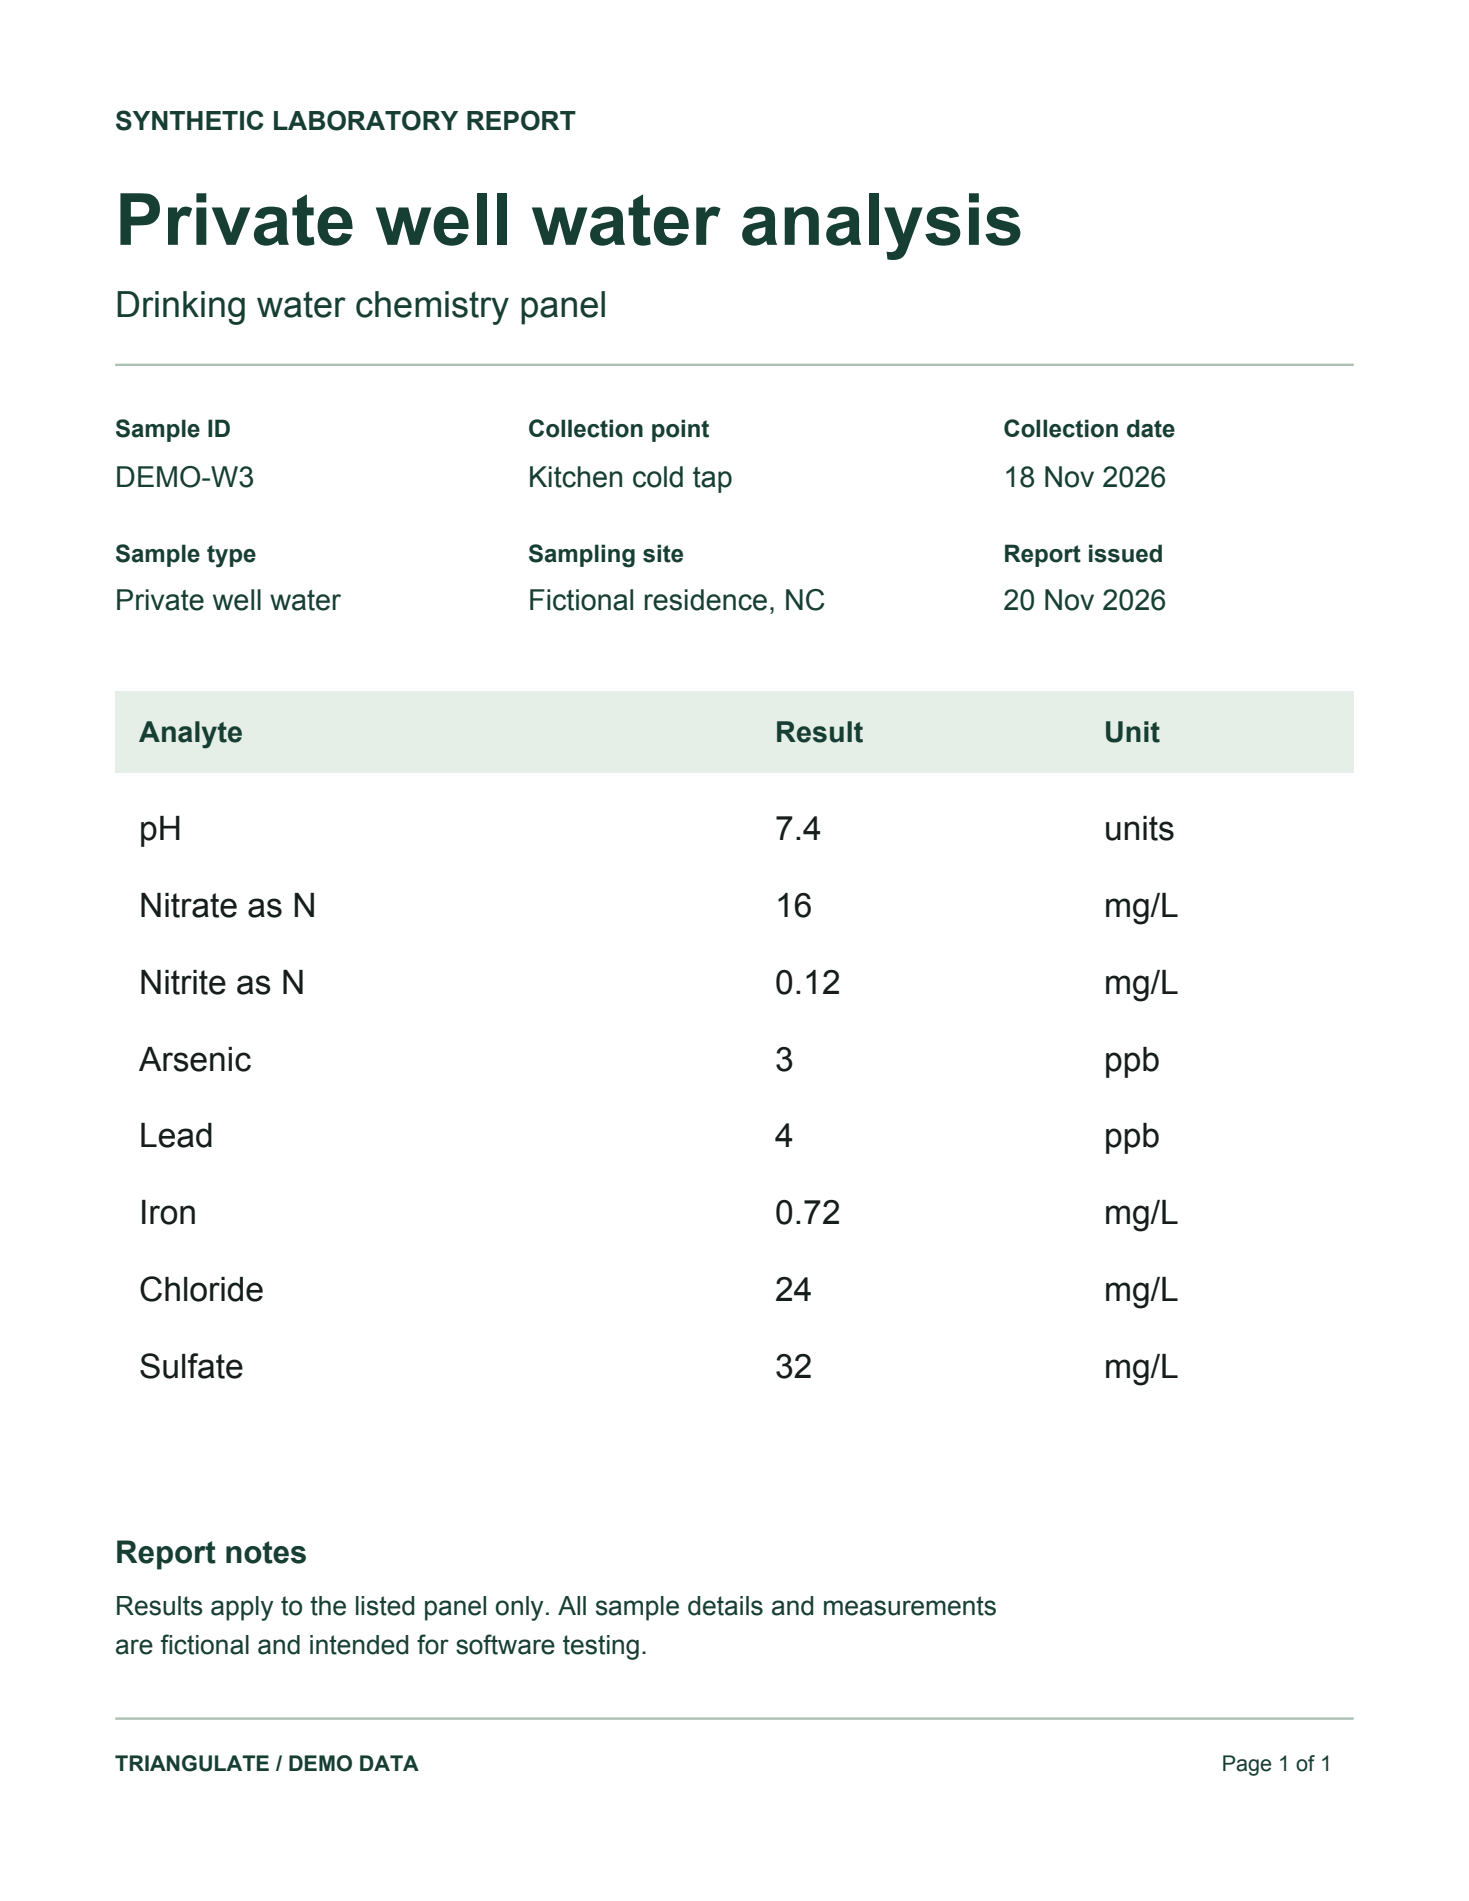 SYNTHETIC LABORATORY REPORT
Private well water analysis
Drinking water chemistry panel
Sample ID Collection point Collection date
DEMO-W3 Kitchen cold tap 18 Nov 2026
Sample type Sampling site Report issued
Private well water Fictional residence, NC 20 Nov 2026
Analyte Result Unit
pH 7.4 units
Nitrate as N 16 mg/L
Nitrite as N 0.12 mg/L
Arsenic 3 ppb
Lead 4 ppb
Iron 0.72 mg/L
Chloride 24 mg/L
Sulfate 32 mg/L
Report notes
Results apply to the listed panel only. All sample details and measurements
are fictional and intended for software testing.
TRIANGULATE / DEMO DATA Page 1 of 1